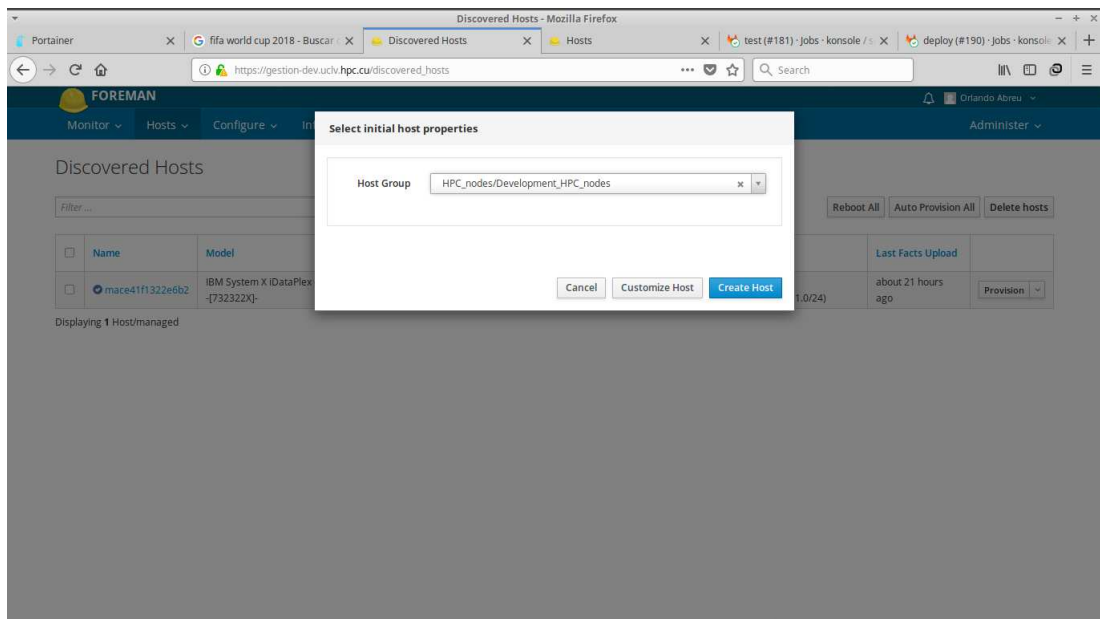 Discovered Hosts - Mozilla Firefox
Portainer
fifa world cup 2018 - Buscar
Discovered Hosts
Hosts
test (#181) · Jobs · konsole /
deploy (#190) · Jobs · konsole
https://gestion-dev.uclv.hpc.cu/discovered_hosts
Search
FOREMAN
Orlando Abreu
Monitor
Hosts
Configure
Administer
Select initial host properties
Discovered Hosts
Host Group
HPC_nodes/Development_HPC_nodes
Filter ...
Reboot All
Auto Provision All
Delete hosts
Name
Model
Last Facts Upload
mace41f1322e6b2
IBM System X iDataPlex
-[732322X]-
Cancel
Customize Host
Create Host
1.0/24)
about 21 hours
ago
Provision
Displaying 1 Host/managed